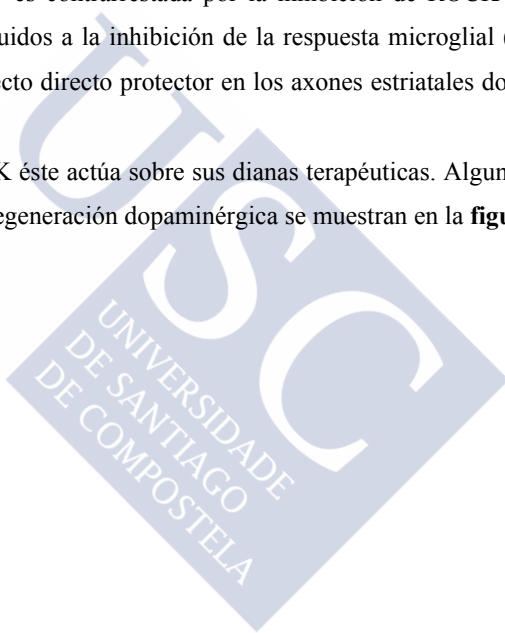 es contrarrestada por la inhibición de ROCK
uidos a la inhibición de la respuesta microglial
ecto directo protector en los axones estriatales do
K éste actúa sobre sus dianas terapéuticas. Algun
egeneración dopaminérgica se muestran en la figu
USC
UNIVERSIDADE
DE SANTIAGO
DE COMPOSTELA